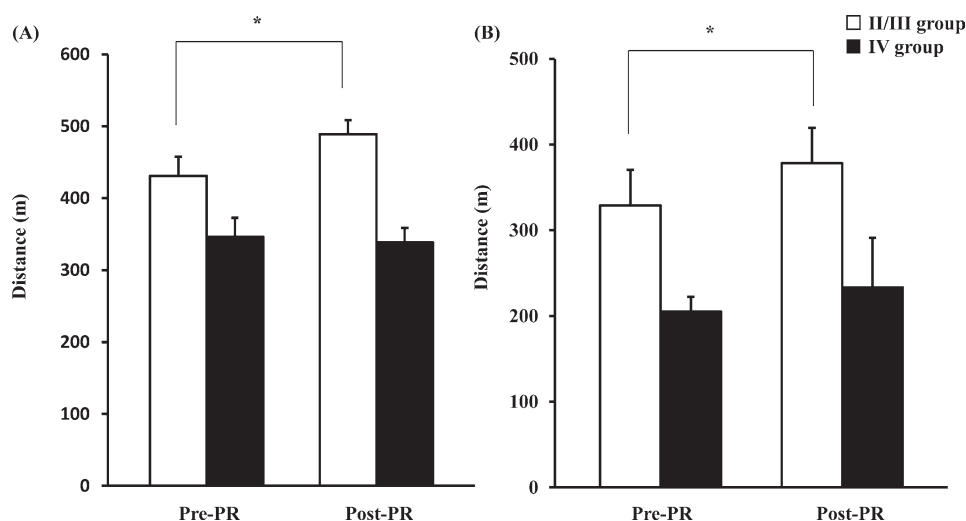 (A)
*
600
500
400
300
200
100
0
Distance (m)
Pre-PR
Post-PR
(B)
*
II/III group
IV group
500
400
300
200
100
0
Distance (m)
Pre-PR
Post-PR